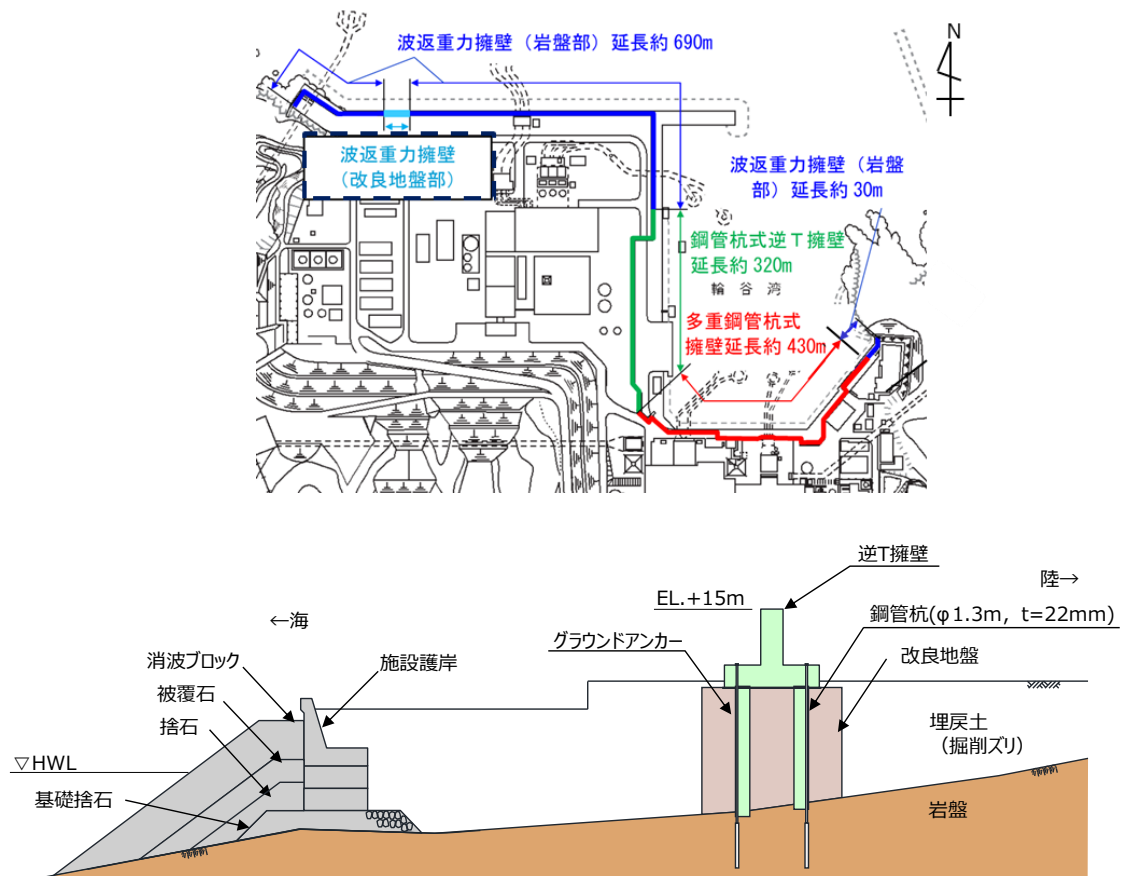 波返重力擁壁（岩盤部）延長約 690m
N
波返重力擁壁
（改良地盤部）
波返重力擁壁（岩盤
部）延長約 30m
鋼管杭式逆Ｔ擁壁
延長約 320m
輪谷湾
多重鋼管杭式
擁壁延長約 430m
逆T擁壁
陸→
EL.+15m
鋼管杭(φ1.3m，t=22mm)
←海
グラウンドアンカー
改良地盤
消波ブロック
施設護岸
被覆石
捨石
埋戻土
（掘削ズリ）
▽HWL
基礎捨石
岩盤